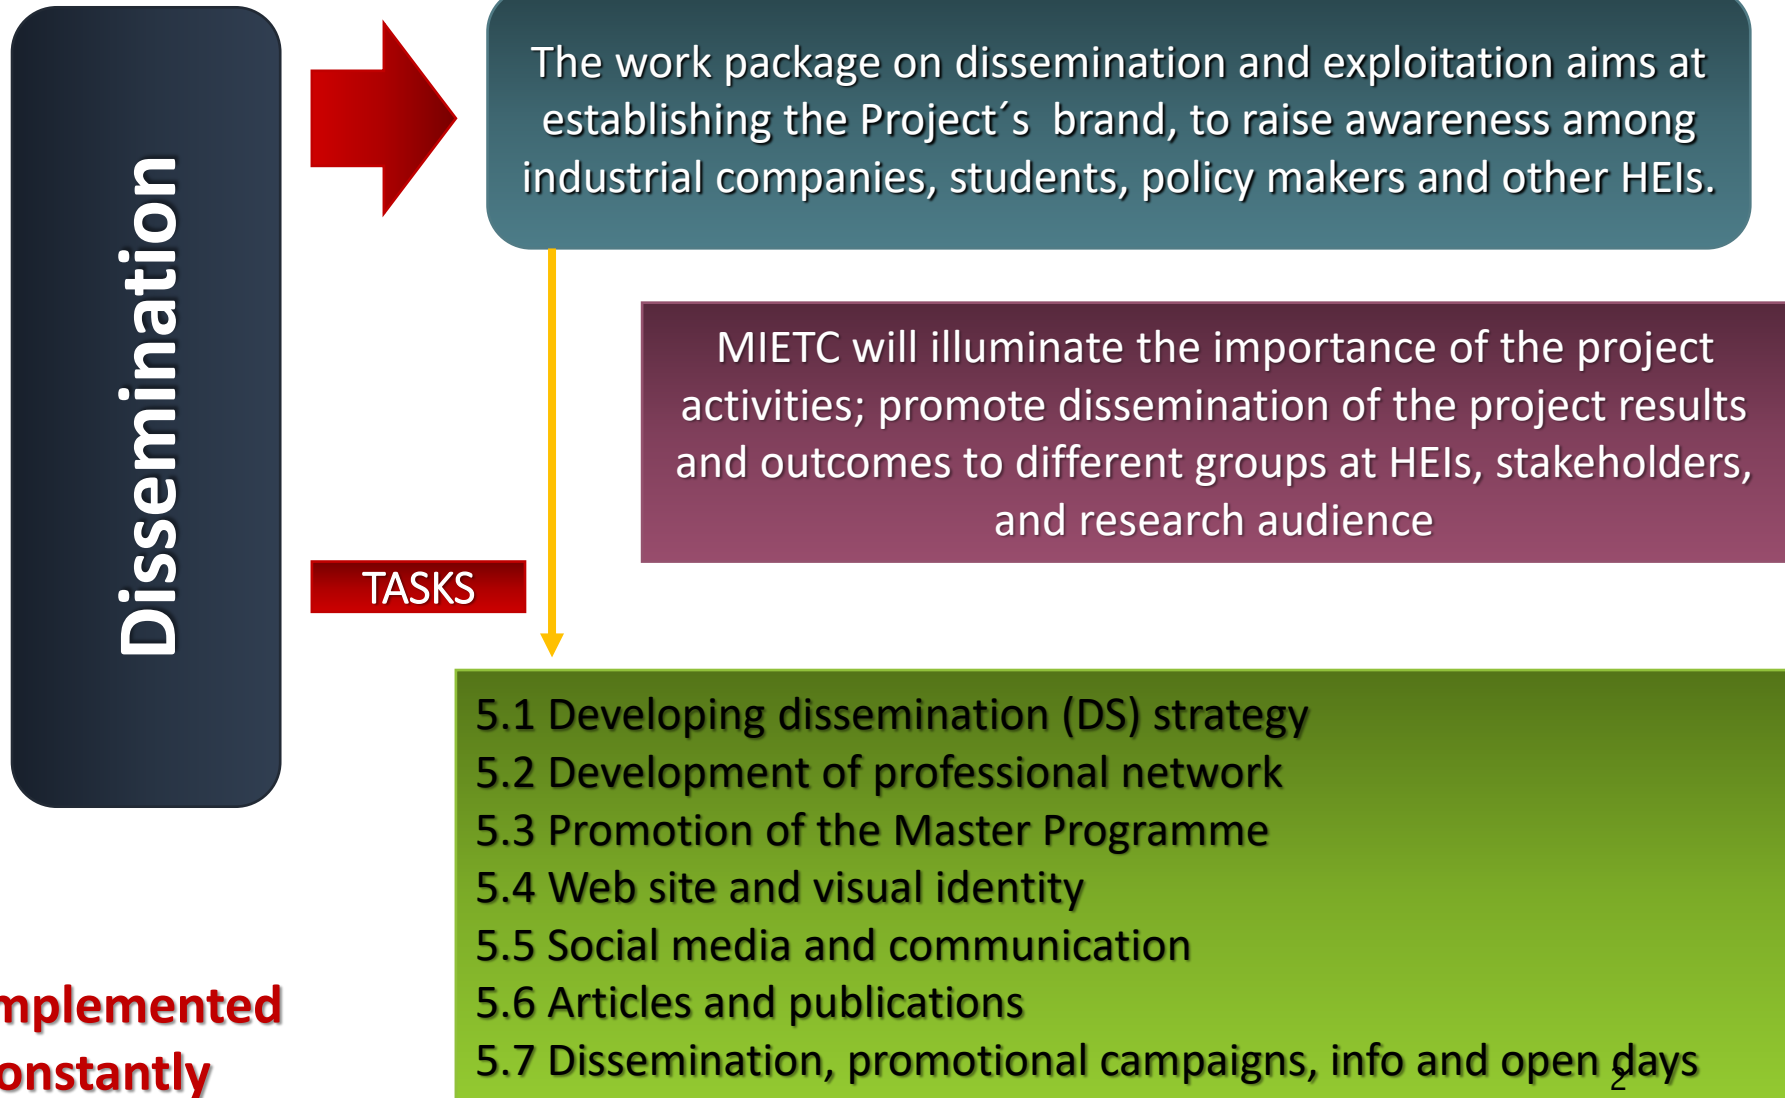 Dissemination
The work package on dissemination and exploitation aims at
establishing the Project´s brand, to raise awareness among
industrial companies, students, policy makers and other HEIs.
MIETC will illuminate the importance of the project
activities; promote dissemination of the project results
and outcomes to different groups at HEIs, stakeholders,
and research audience
TASKS
5.1 Developing dissemination (DS) strategy
5.2 Development of professional network
5.3 Promotion of the Master Programme
5.4 Web site and visual identity
5.5 Social media and communication
5.6 Articles and publications
5.7 Dissemination, promotional campaigns, info and open days
mplemented
onstantly
2